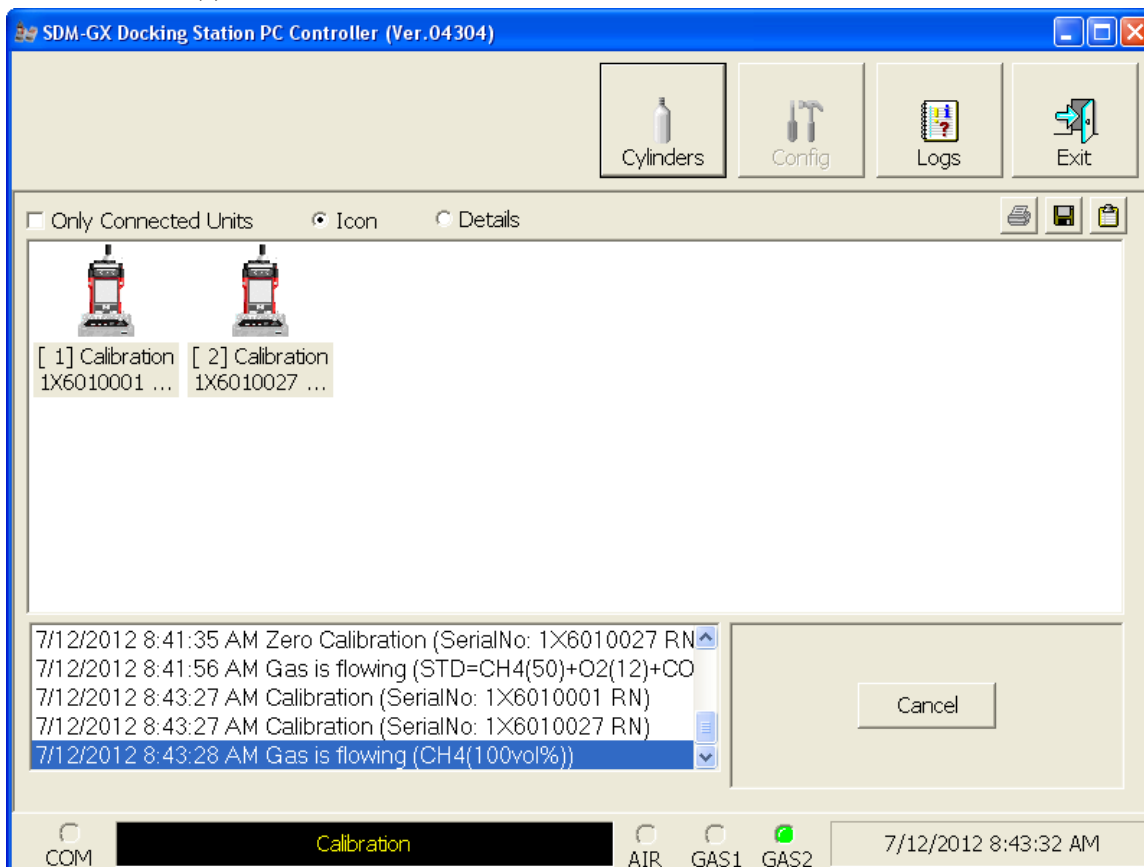 SDM-GX Docking Station PC Controller (Ver.04304)
Cylinders
Config
Logs
Exit
Only Connected Units
Icon
Details
[ 1] Calibration
1X6010001 ...
[ 2] Calibration
1X6010027 ...
7/12/2012 8:41:35 AM Zero Calibration (SerialNo: 1X6010027 RN
7/12/2012 8:41:56 AM Gas is flowing (STD=CH4(50)+O2(12)+CO
7/12/2012 8:43:27 AM Calibration (SerialNo: 1X6010001 RN)
7/12/2012 8:43:27 AM Calibration (SerialNo: 1X6010027 RN)
7/12/2012 8:43:28 AM Gas is flowing (CH4(100vol%))
Cancel
COM
Calibration
AIR
GAS1
GAS2
7/12/2012 8:43:32 AM